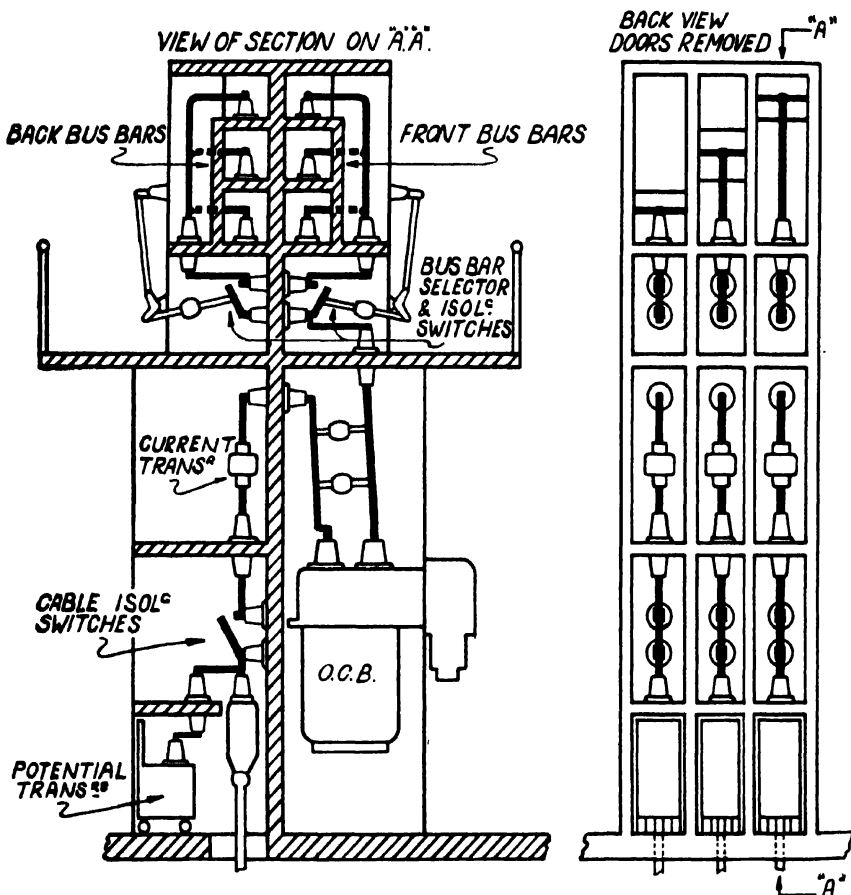 VIEW OF SECTION ON "A" "A".
BACK VIEW
DOORS REMOVED
"A"
BACK BUS BARS
FRONT BUS BARS
BUS BAR
SELECTOR
& ISOLG
SWITCHES
CURRENT
TRANSR
CABLE ISOLG
SWITCHES
O.C.B.
POTENTIAL
TRANSRS
"A"